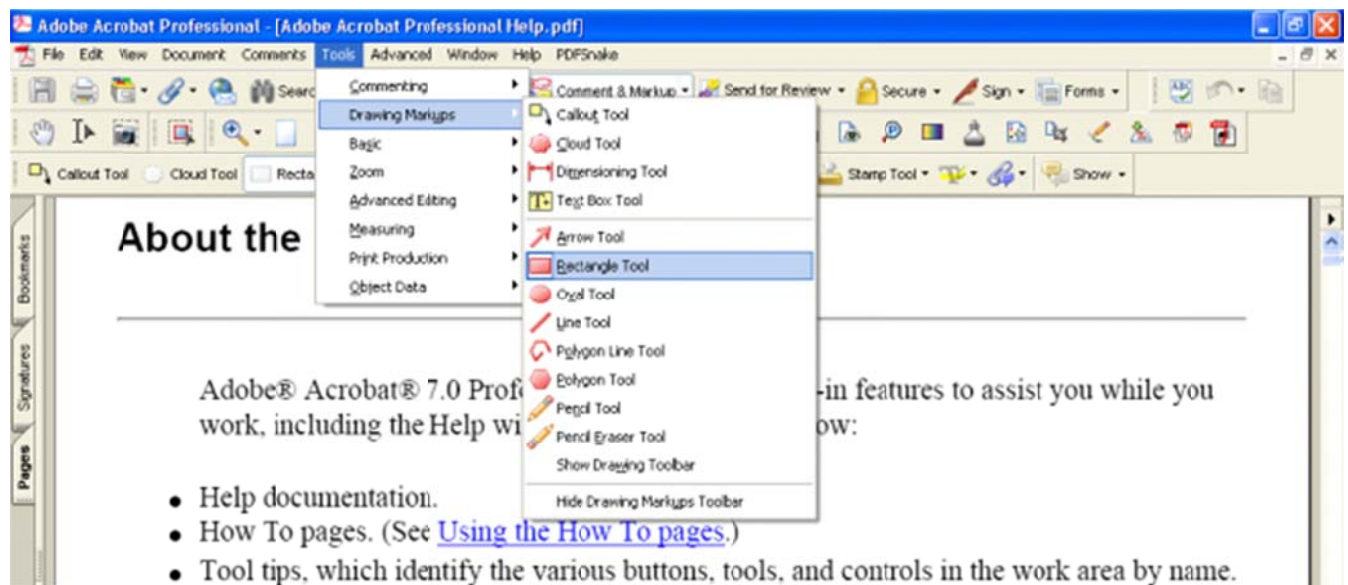 Adobe Acrobat Professional - [Adobe Acrobat Professional Help.pdf]
File Edit View Document Comments Tools Advanced Window Help PDFSnake
Searc
Comment & Markup Send for Review Secure Sign Forms
Callout Tool Cloud Tool Recta
Stamp Tool Show
Commenting
Drawing Markups
Basic
Zoom
Advanced Editing
Measuring
Print Production
Object Data
Callout Tool
Cloud Tool
Dimensioning Tool
Text Box Tool
Arrow Tool
Rectangle Tool
Oval Tool
Line Tool
Polygon Line Tool
Polygon Tool
Pencil Tool
Pencil Eraser Tool
Show Drawing Toolbar
Hide Drawing Markups Toolbar
Bookmarks
Signatures
Pages
About the
Adobe® Acrobat® 7.0 Prof -in features to assist you while you
work, including the Help wi ow:
• Help documentation.
• How To pages. (See Using the How To pages.)
• Tool tips, which identify the various buttons, tools, and controls in the work area by name.